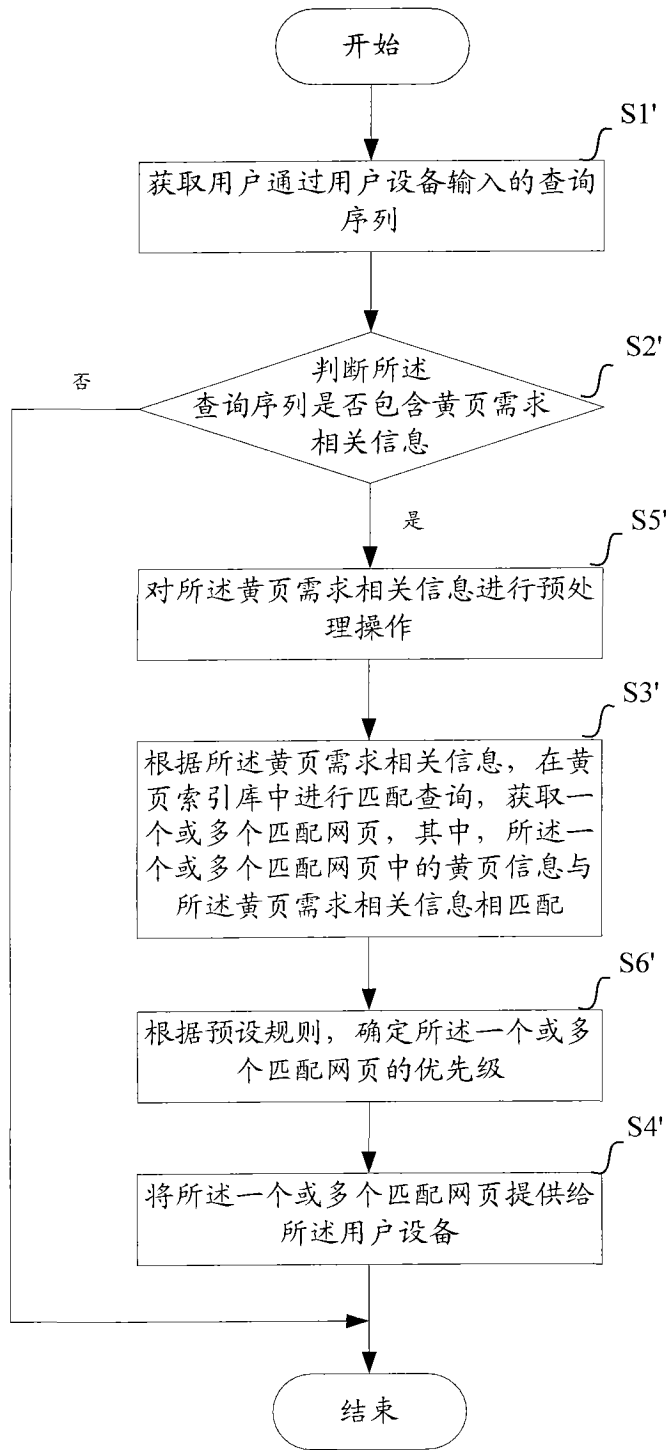 开始
S1'
获取用户通过用户设备输入的查询
序列
S2'
否
判断所述
查询序列是否包含黄页需求
相关信息
是
S5'
对所述黄页需求相关信息进行预处
理操作
S3'
根据所述黄页需求相关信息，在黄
页索引库中进行匹配查询，获取一
个或多个匹配网页，其中，所述一
个或多个匹配网页中的黄页信息与
所述黄页需求相关信息相匹配
S6'
根据预设规则，确定所述一个或多
个匹配网页的优先级
S4'
将所述一个或多个匹配网页提供给
所述用户设备
结束